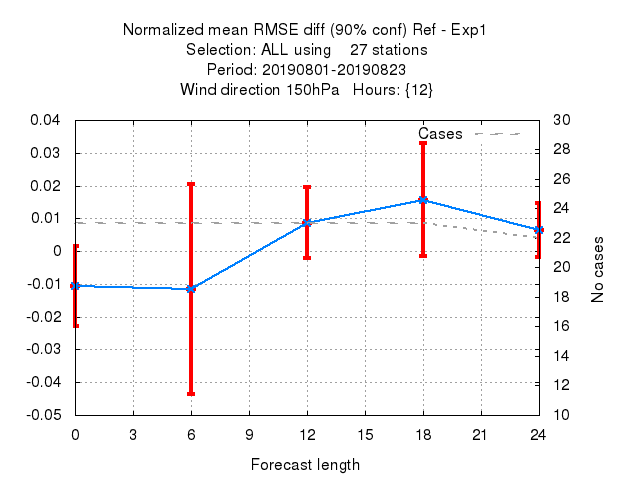 Normalized mean RMSE diff (90% conf) Ref - Exp1
Selection: ALL using    27 stations
Period: 20190801-20190823
Wind direction 150hPa   Hours: {12}
Cases
0.04
0.03
0.02
0.01
0
-0.01
-0.02
-0.03
-0.04
-0.05
30
28
26
24
22
20
18
16
14
12
10
No cases
0 3 6 9 12 15 18 21 24
Forecast length